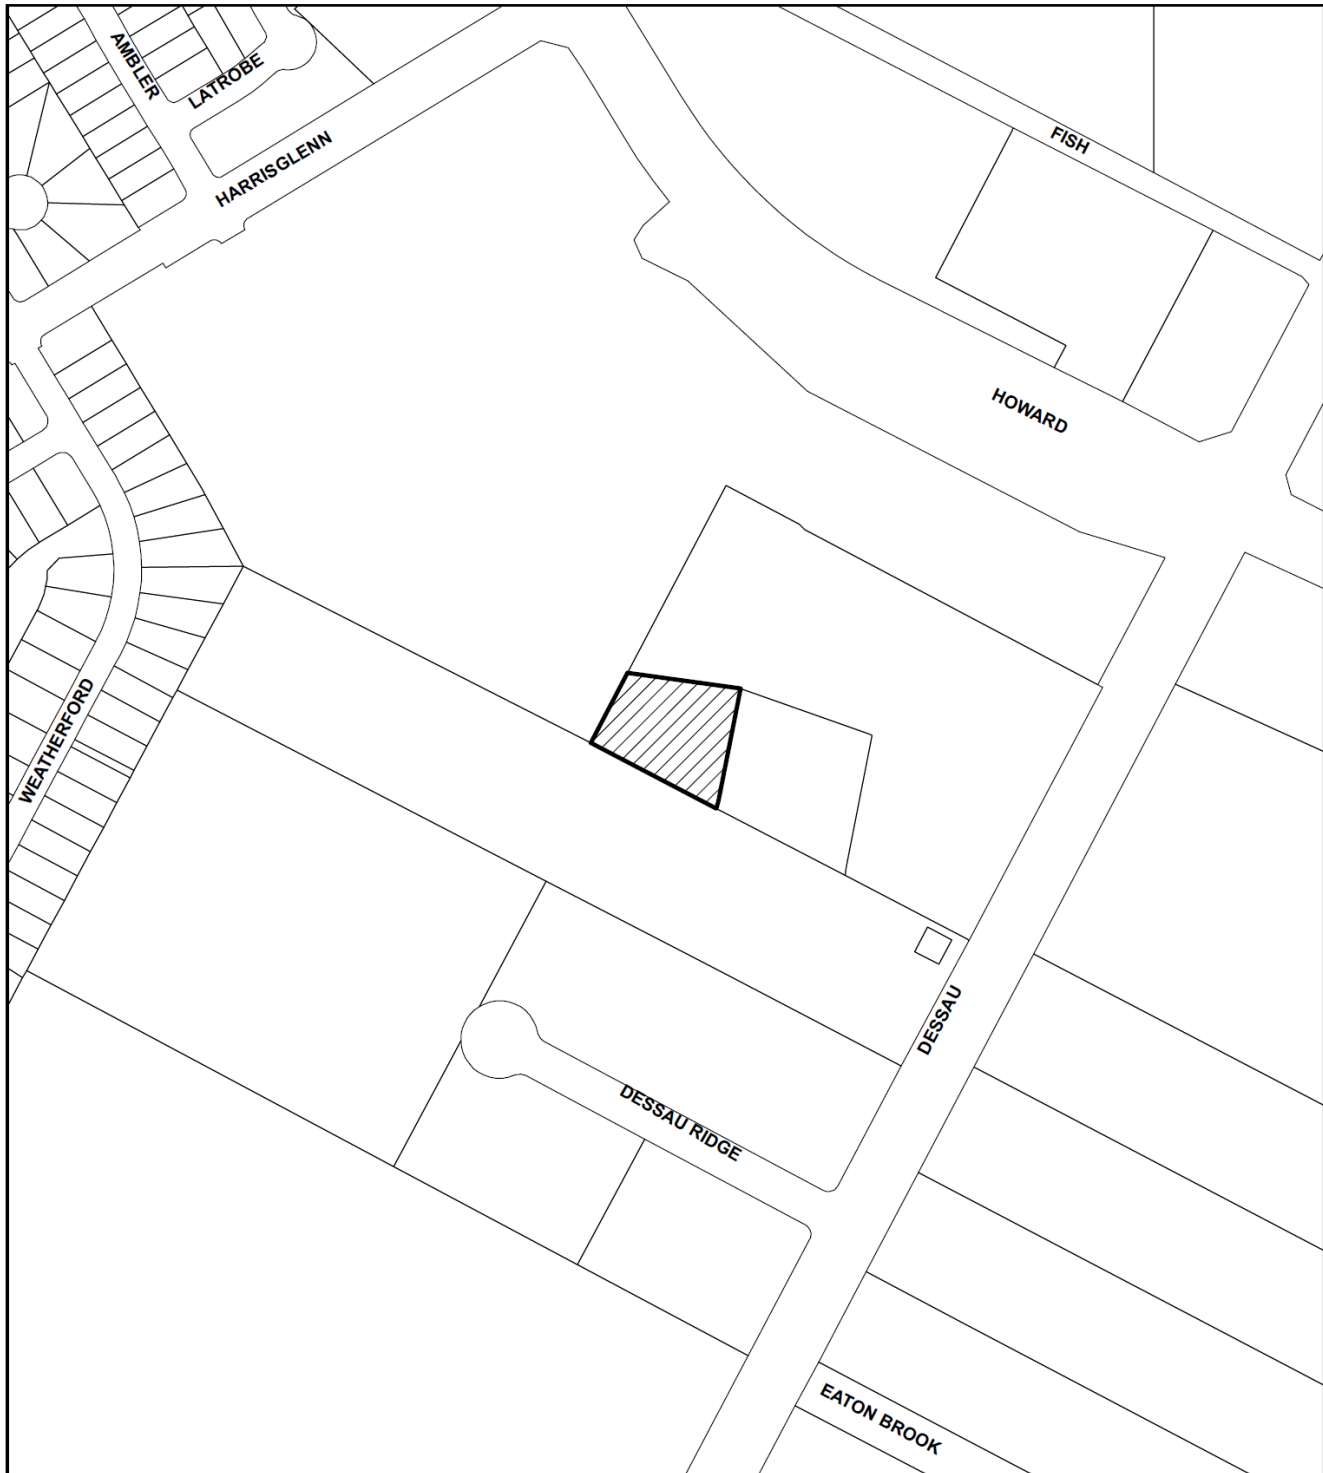 AMBLER
LATROBE
HARRISGLENN
FISH
HOWARD
WEATHERFORD
DESSAU
DESSAU RIDGE
EATON BROOK